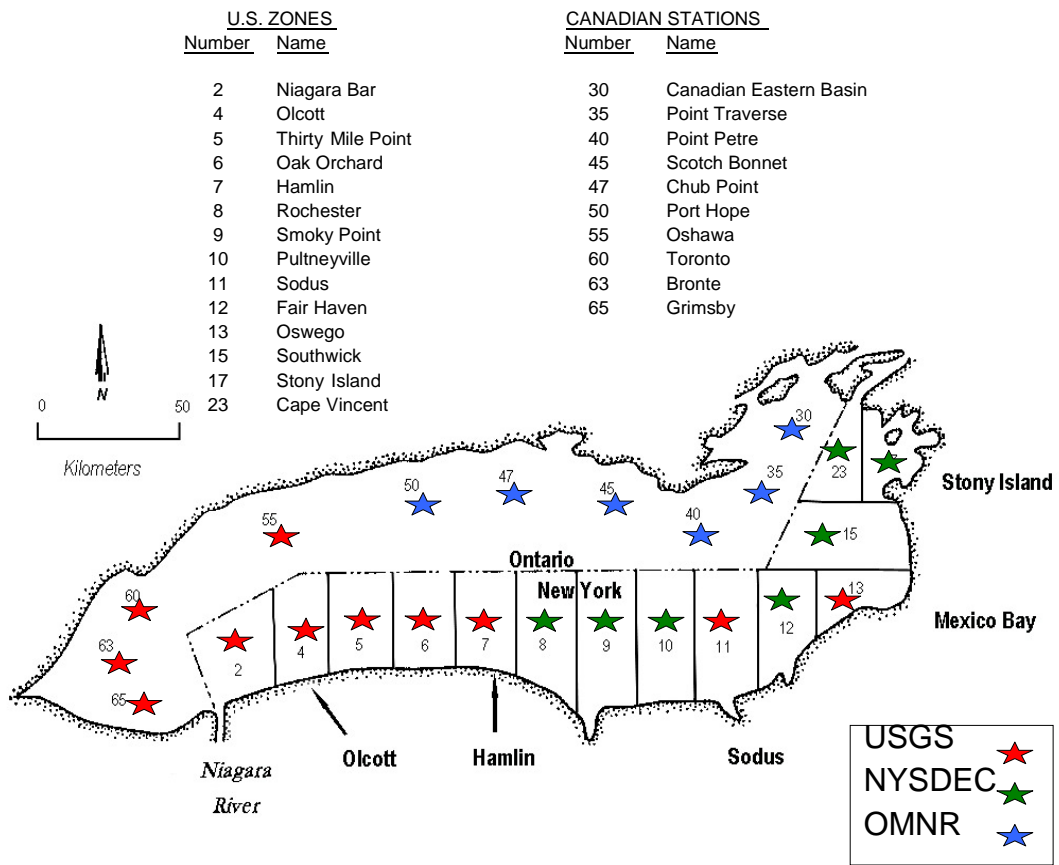 U.S. ZONES
Number Name
2 Niagara Bar
4 Olcott
5 Thirty Mile Point
6 Oak Orchard
7 Hamlin
8 Rochester
9 Smoky Point
10 Pultneyville
11 Sodus
12 Fair Haven
13 Oswego
15 Southwick
17 Stony Island
23 Cape Vincent
CANADIAN STATIONS
Number Name
30 Canadian Eastern Basin
35 Point Traverse
40 Point Petre
45 Scotch Bonnet
47 Chub Point
50 Port Hope
55 Oshawa
60 Toronto
63 Bronte
65 Grimsby
N
0 50
Kilometers
30
23
Stony Island
35
47
50
45
40
55
15
Ontario
New York
60
13
Mexico Bay
63
65
2
4
5
6
7
8
9
10
11
12
Olcott
Hamlin
Sodus
Niagara
River
USGS
NYSDEC
OMNR